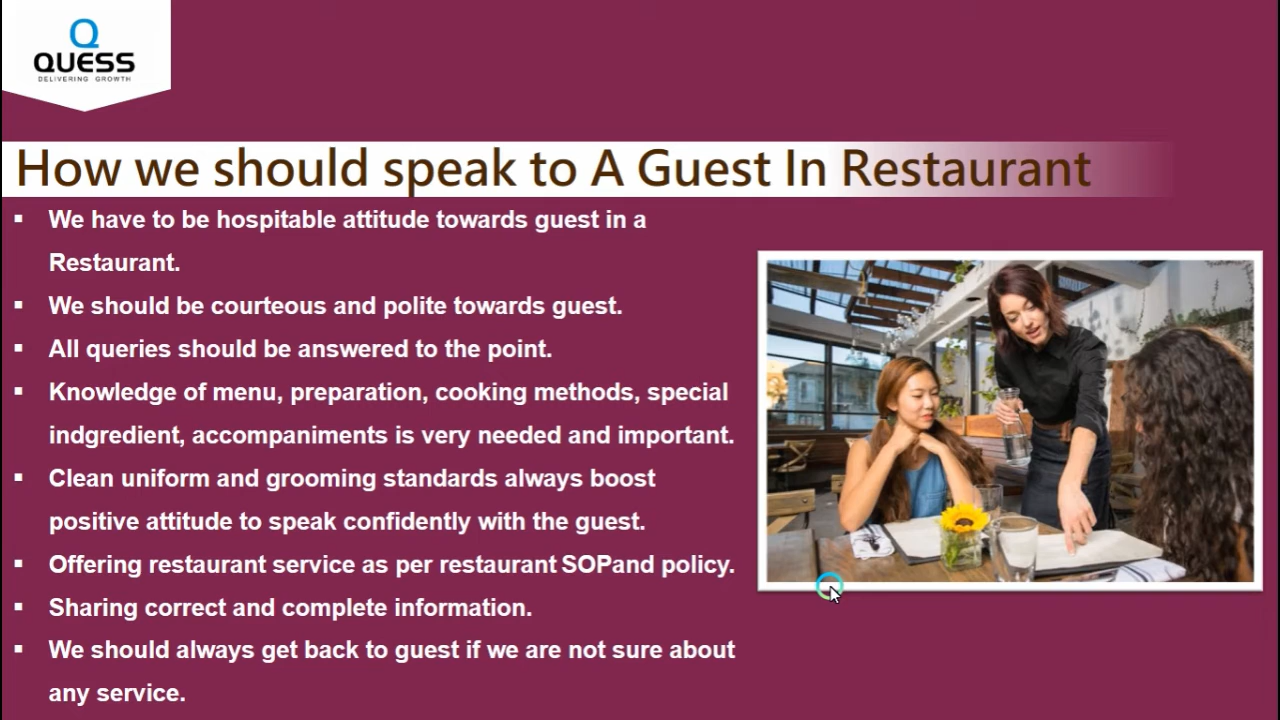 QUESS
DELIVERING GROWTH
How we should speak to A Guest In Restaurant
▪ We have to be hospitable attitude towards guest in a
Restaurant.
▪ We should be courteous and polite towards guest.
▪ All queries should be answered to the point.
▪ Knowledge of menu, preparation, cooking methods, special
indgredient, accompaniments is very needed and important.
▪ Clean uniform and grooming standards always boost
positive attitude to speak confidently with the guest.
▪ Offering restaurant service as per restaurant SOPand policy.
▪ Sharing correct and complete information.
▪ We should always get back to guest if we are not sure about
any service.